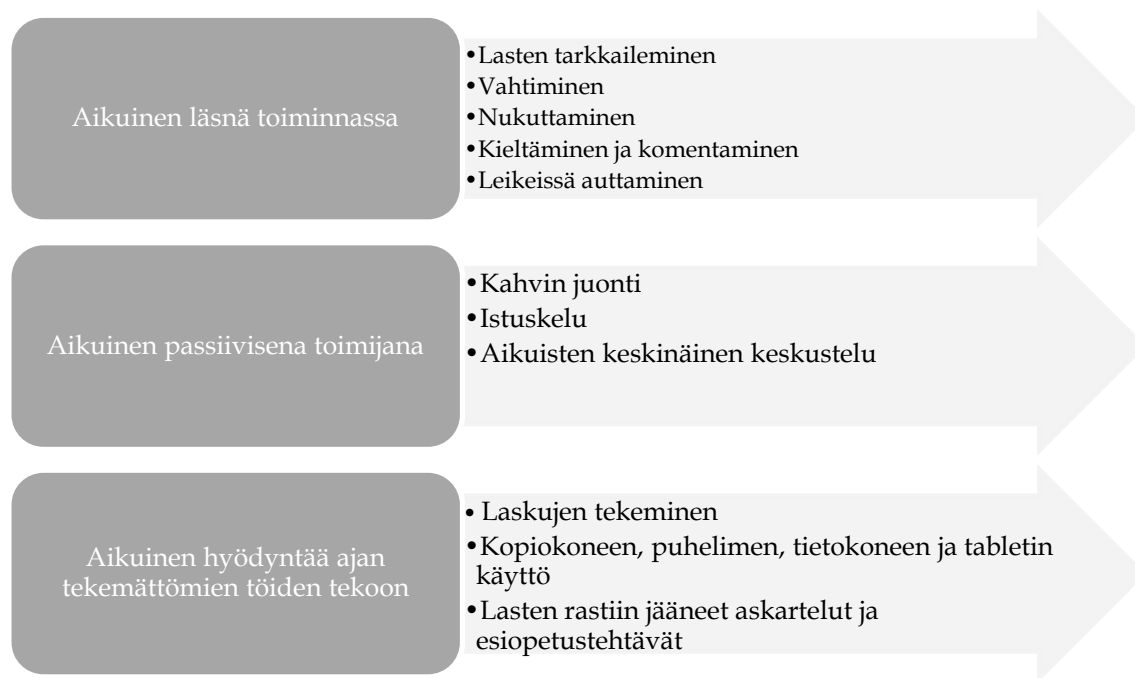 Aikuinen läsnä toiminnassa
•Lasten tarkkaileminen
•Vahtiminen
•Nukuttaminen
•Kieltäminen ja komentaminen
•Leikeissä auttaminen
Aikuinen passiivisena toimijana
•Kahvin juonti
•Istuskelu
•Aikuisten keskinäinen keskustelu
Aikuinen hyödyntää ajan
tekemättömien töiden tekoon
• Laskujen tekeminen
•Kopiokoneen, puhelimen, tietokoneen ja tabletin
käyttö
•Lasten rastiin jääneet askartelut ja
esiopetustehtävät